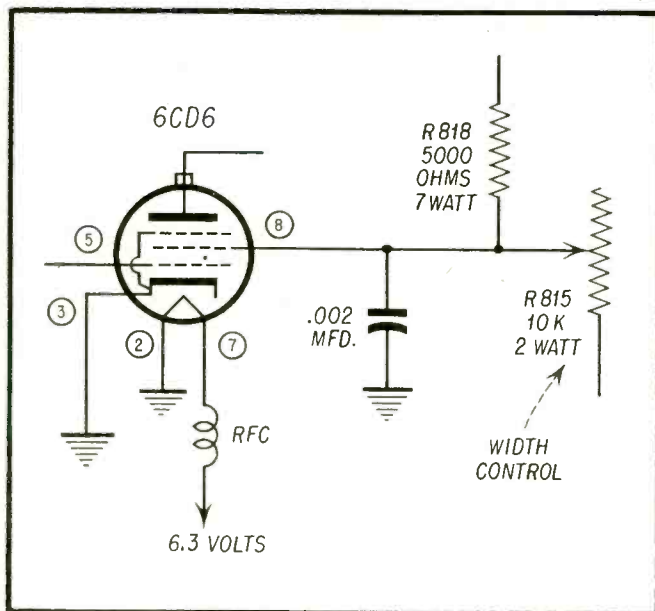 6CD6
R818
5000
OHMS
7 WATT
5
8
3
2
7
.002
MFD.
R815
10 K
2 WATT
RFC
WIDTH
CONTROL
6.3 VOLTS